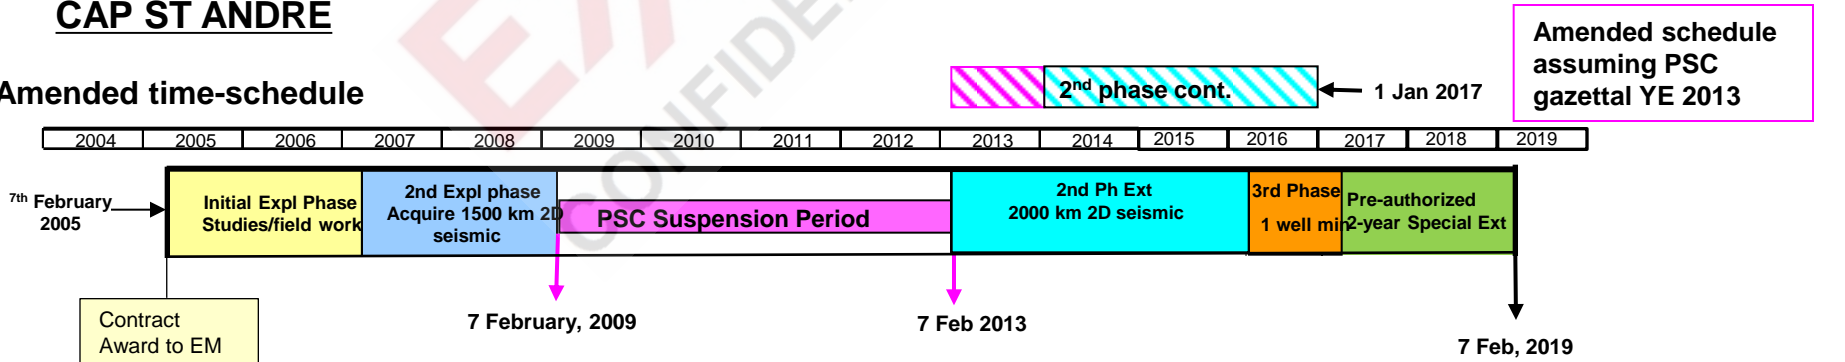 CAP ST ANDRE
Amended schedule
assuming PSC
gazettal YE 2013
Amended time-schedule
2nd phase cont.
1 Jan 2017
2004 2005 2006 2007 2008 2009 2010 2011 2012 2013 2014 2015 2016 2017 2018 2019
7th February
2005
Initial Expl Phase
Studies/field work
2nd Expl phase
Acquire 1500 km 2D
seismic
PSC Suspension Period
2nd Ph Ext
2000 km 2D seismic
3rd Phase
1 well min
Pre-authorized
2-year Special Ext
Contract
Award to EM
7 February, 2009
7 Feb 2013
7 Feb, 2019